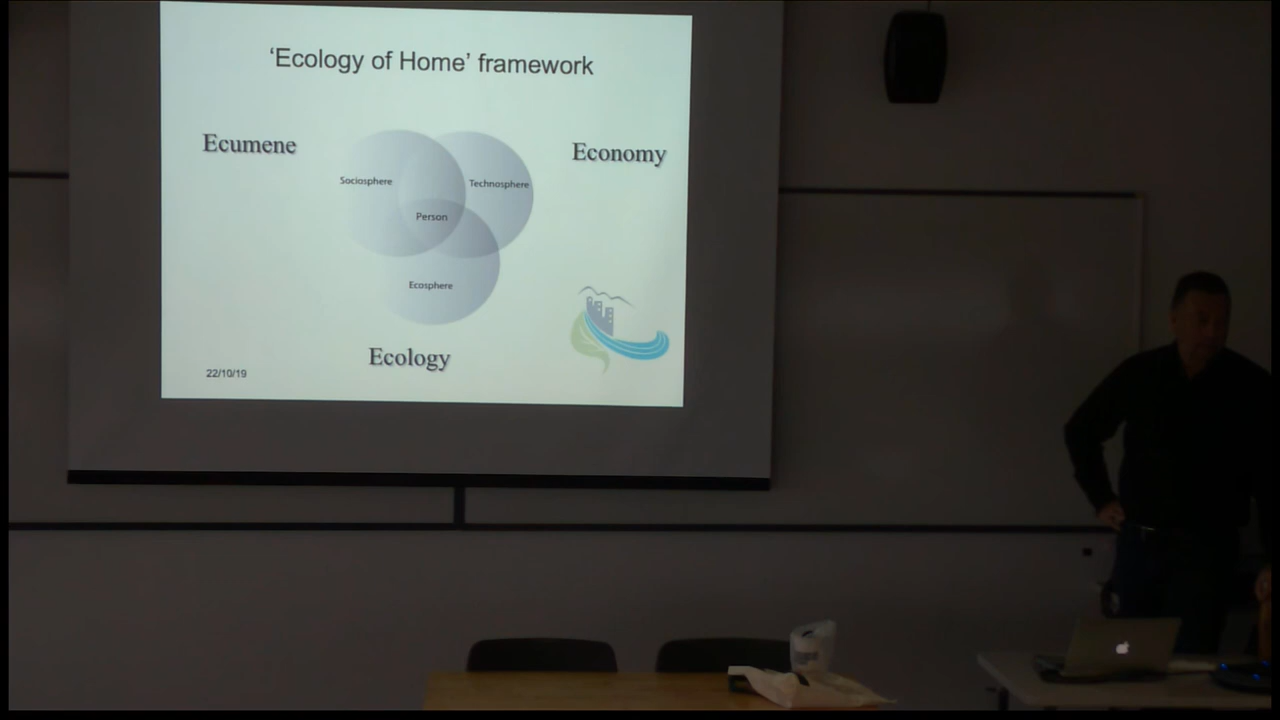 ‘Ecology of Home’ framework
Ecumene
Economy
Sociosphere
Technosphere
Person
Ecosphere
Ecology
22/10/19